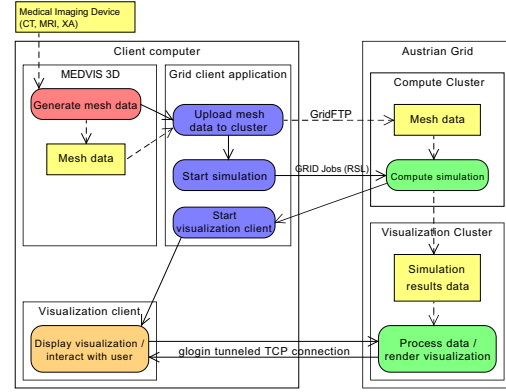 Medical Imaging Device
(CT, MRI, XA)
Client computer
Austrian Grid
MEDVIS 3D
Grid client application
Compute Cluster
Generate mesh data
Upload mesh
data to cluster
GridFTP
Mesh data
Mesh data
Start simulation
GRID Jobs (RSL)
Compute simulation
Start
visualization client
Visualization Cluster
Simulation
results data
Visualization client
Display visualization /
interact with user
glogin tunneled TCP connection
Process data /
render visualization